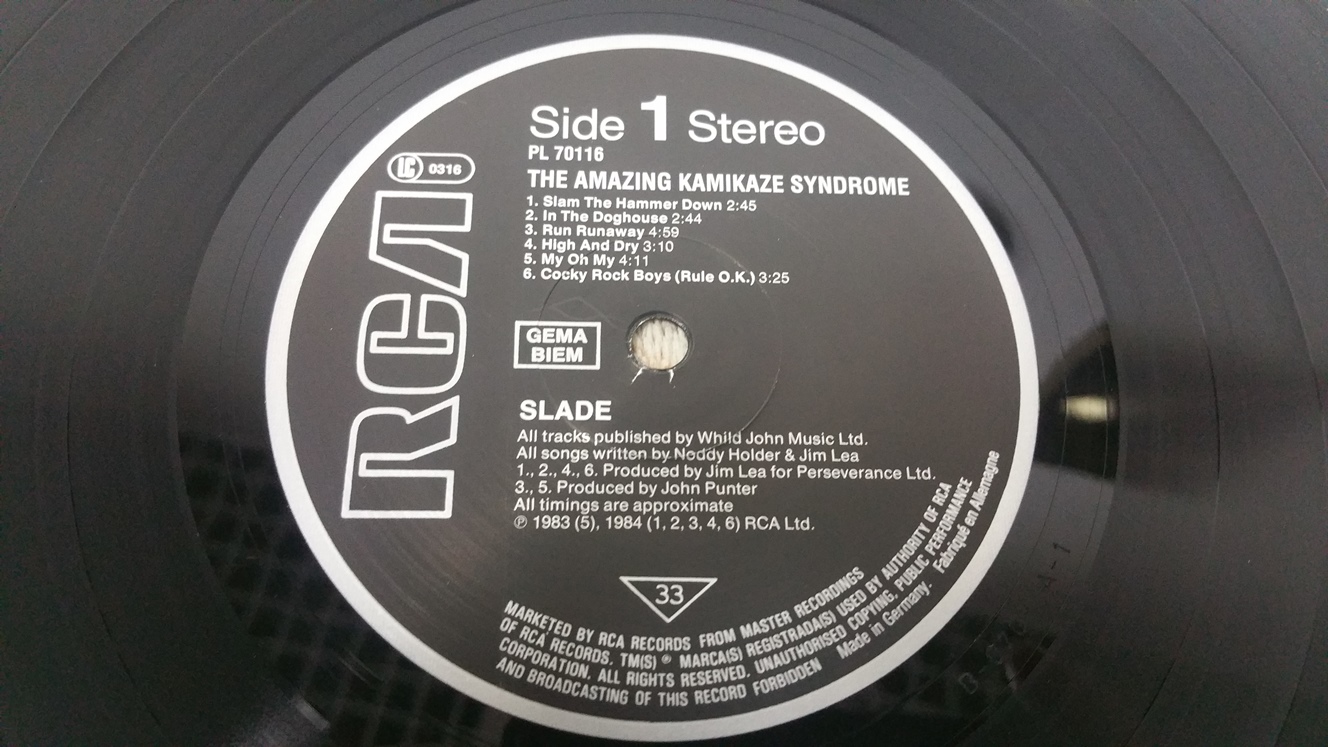 Side 1 Stereo
PL 70116
LC 0316
THE AMAZING KAMIKAZE SYNDROME
1. Slam The Hammer Down 2:45
2. In The Doghouse 2:44
3. Run Runaway 4:59
4. High And Dry 3:10
5. My Oh My 4:11
6. Cocky Rock Boys (Rule O.K.) 3:25
RCA
GEMA
BIEM
SLADE
All tracks published by Whild John Music Ltd.
All songs written by Noddy Holder & Jim Lea
1., 2., 4., 6. Produced by Jim Lea for Perseverance Ltd.
3., 5. Produced by John Punter
All timings are approximate
℗ 1983 (5), 1984 (1, 2, 3, 4, 6) RCA Ltd.
33
MARKETED BY RCA RECORDS FROM MASTER RECORDINGS
OF RCA RECORDS. TM(S) ® MARCA(S) REGISTRADA(S) USED BY AUTHORITY OF RCA
CORPORATION. ALL RIGHTS RESERVED. UNAUTHORISED COPYING, PUBLIC PERFORMANCE
AND BROADCASTING OF THIS RECORD FORBIDDEN Made in Germany. Fabriqué en Allemagne